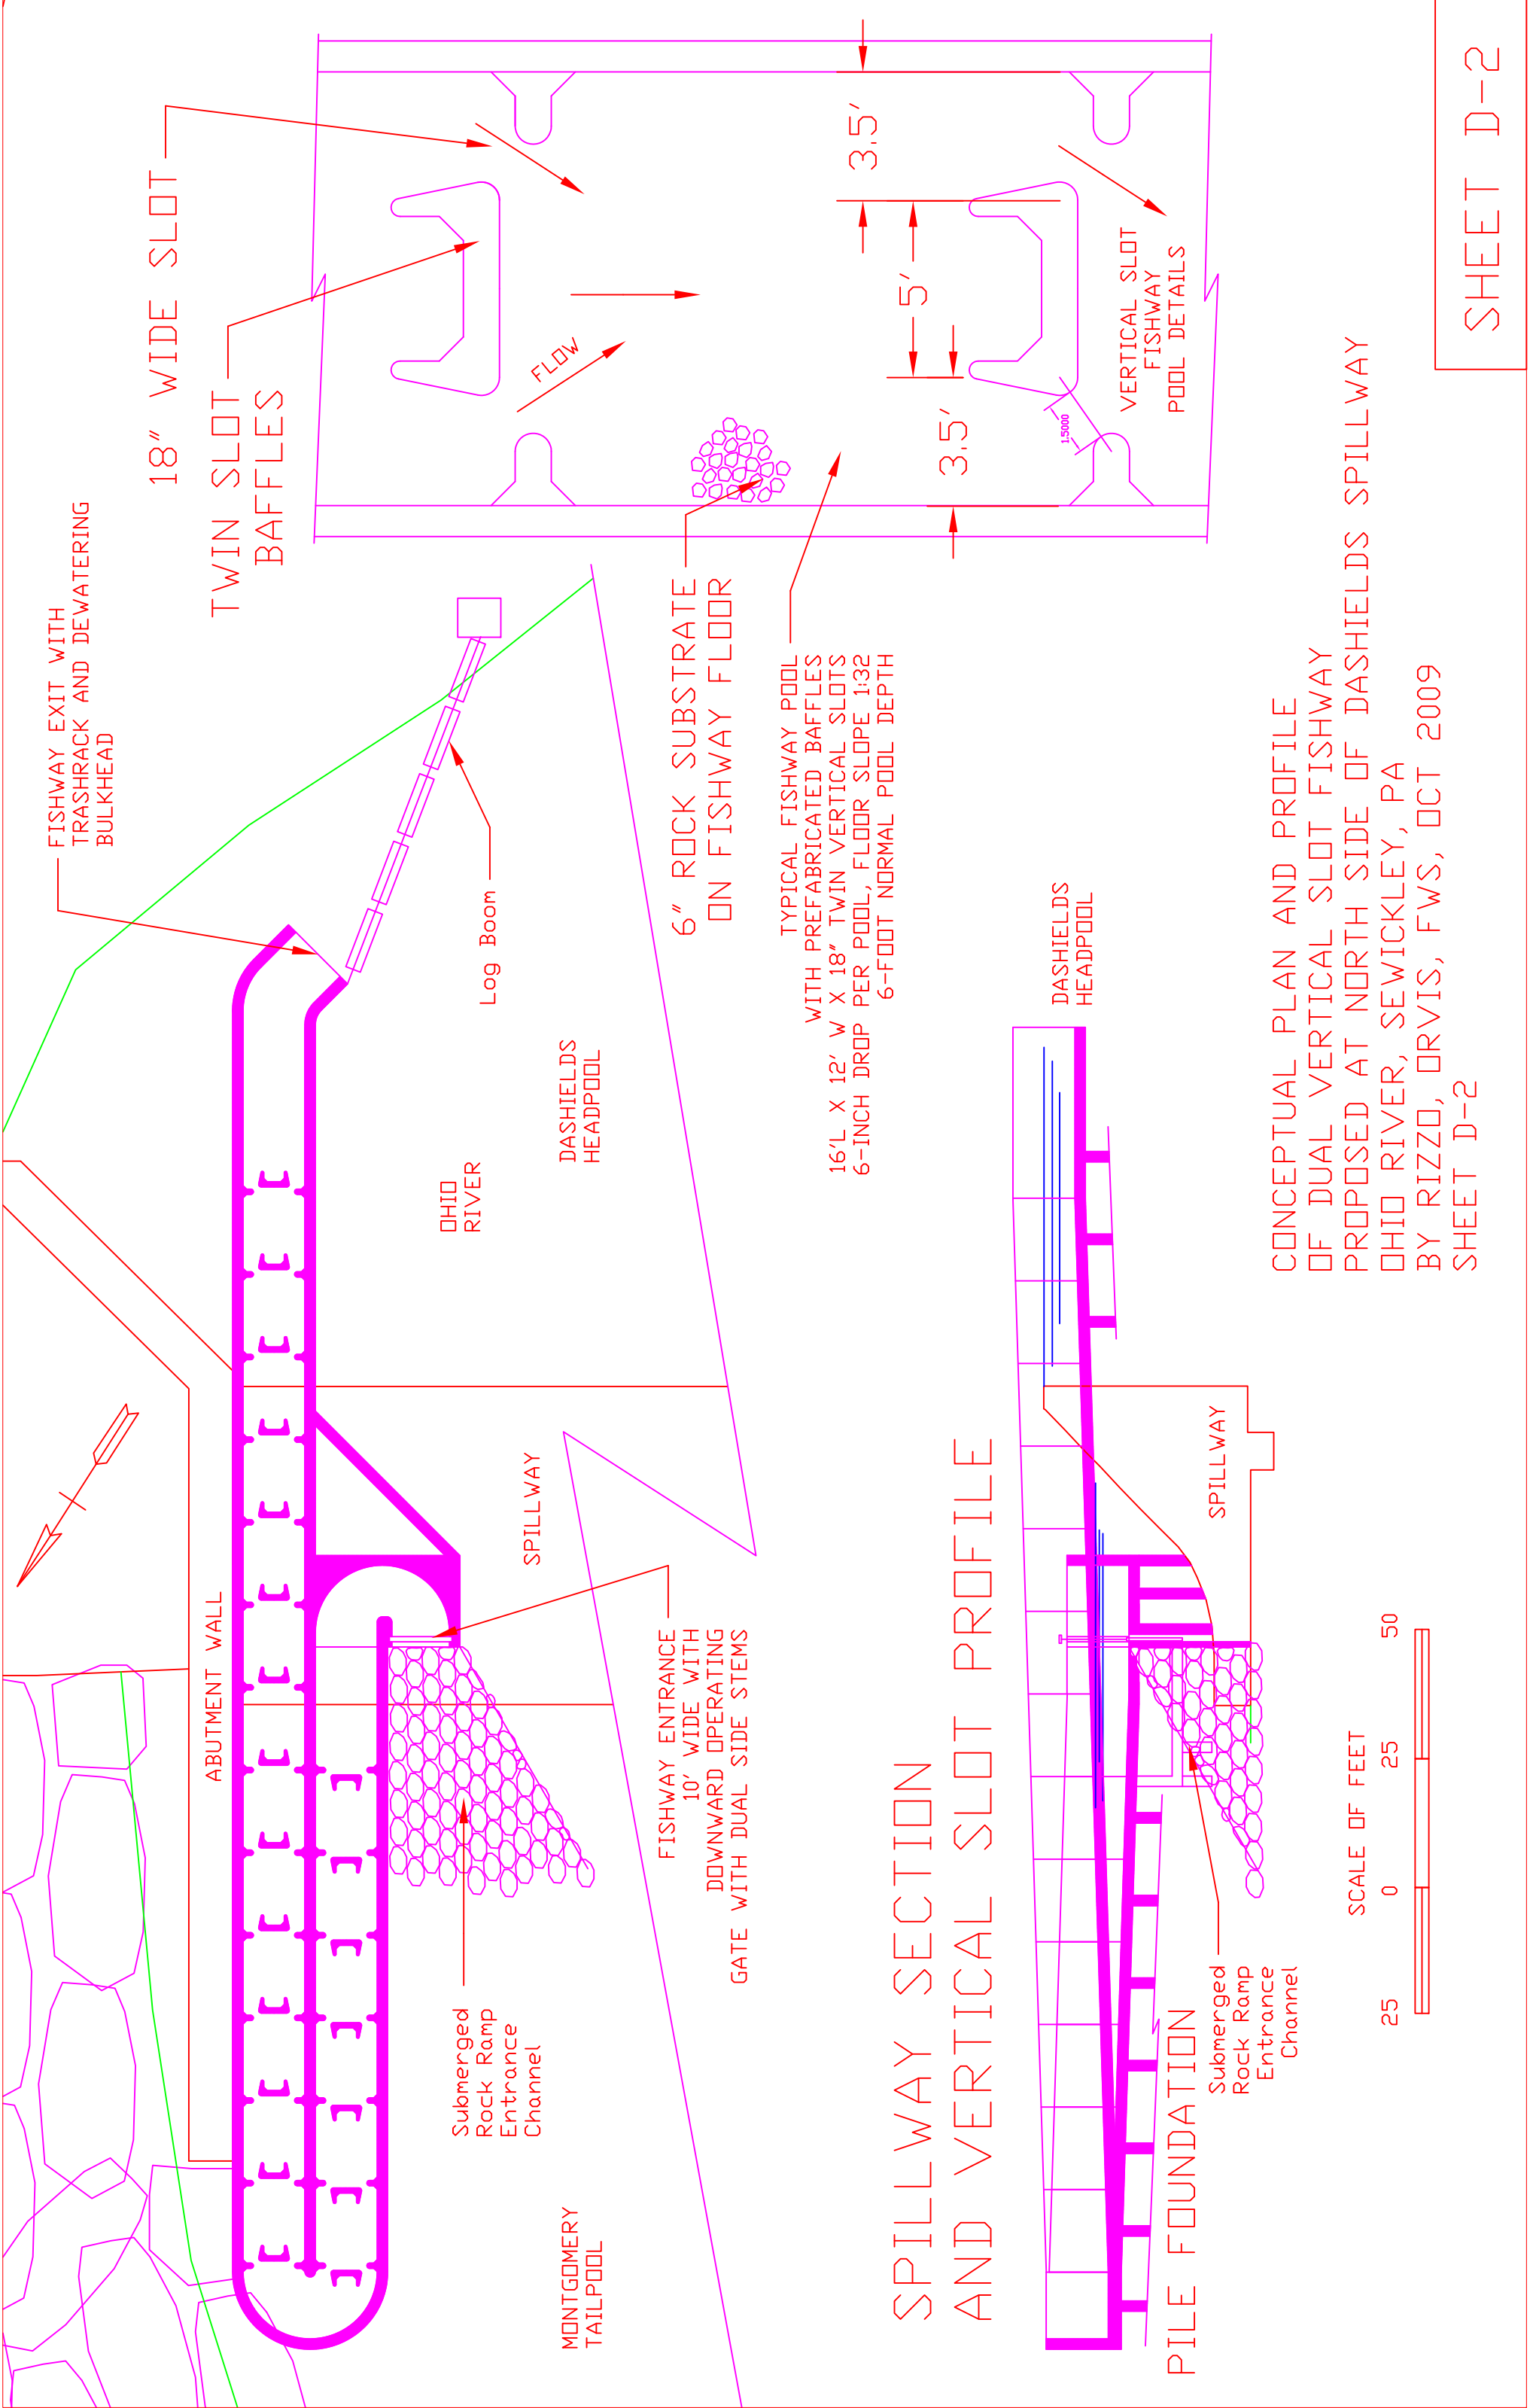 FISHWAY EXIT WITH
TRASHRACK AND DEWATERING
BULKHEAD
18" WIDE SLOT
TWIN SLOT
BAFFLES
FLOW
3.5'
5'
3.5'
1.5000
VERTICAL SLOT
FISHWAY
POOL DETAILS
6" ROCK SUBSTRATE
ON FISHWAY FLOOR
TYPICAL FISHWAY POOL
WITH PREFABRICATED BAFFLES
16'L X 12' W X 18" TWIN VERTICAL SLOTS
6-INCH DROP PER POOL, FLOOR SLOPE 1:32
6-FOOT NORMAL POOL DEPTH
Log Boom
DASHIELDS
HEADPOOL
OHIO
RIVER
ABUTMENT WALL
SPILLWAY
FISHWAY ENTRANCE
10' WIDE WITH
DOWNWARD OPERATING
GATE WITH DUAL SIDE STEMS
Submerged
Rock Ramp
Entrance
Channel
MONTGOMERY
TAILPOOL
SPILLWAY SECTION
AND VERTICAL SLOT PROFILE
DASHIELDS
HEADPOOL
SPILLWAY
PILE FOUNDATION
Submerged
Rock Ramp
Entrance
Channel
SCALE OF FEET
25 0 25 50
CONCEPTUAL PLAN AND PROFILE
OF DUAL VERTICAL SLOT FISHWAY
PROPOSED AT NORTH SIDE OF DASHIELDS SPILLWAY
OHIO RIVER, SEWICKLEY, PA
BY RIZZO, ORVIS, FWS, OCT 2009
SHEET D-2
SHEET D-2